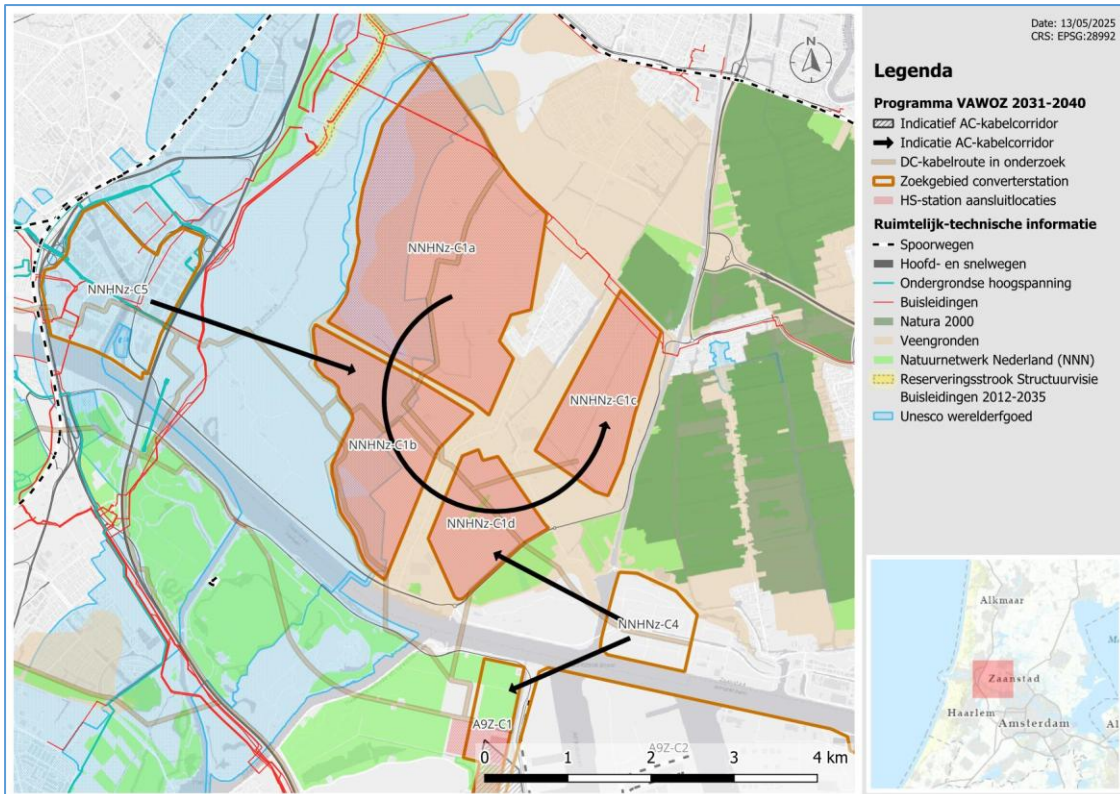 Date: 13/05/2025
CRS: EPSG:28992
N
Legenda
Programma VAWOZ 2031-2040
Indicatief AC-kabelcorridor
Indicatie AC-kabelcorridor
DC-kabelroute in onderzoek
Zoekgebied converterstation
HS-station aansluitlocaties
Ruimtelijk-technische informatie
Spoorwegen
Hoofd- en snelwegen
Ondergrondse hoogspanning
Buisleidingen
Natura 2000
Veengronden
Natuurnetwerk Nederland (NNN)
Reserveringsstrook Structuurvisie
Buisleidingen 2012-2035
Unesco werelderfgoed
NNHNz-C1a
NNHNz-C5
NNHNz-C1c
NNHNz-C1b
NNHNz-C1d
NNHNz-C4
A9Z-C1
A9Z-C2
0 1 2 3 4 km
Alkmaar
Zaanstad
Haarlem
Amsterdam